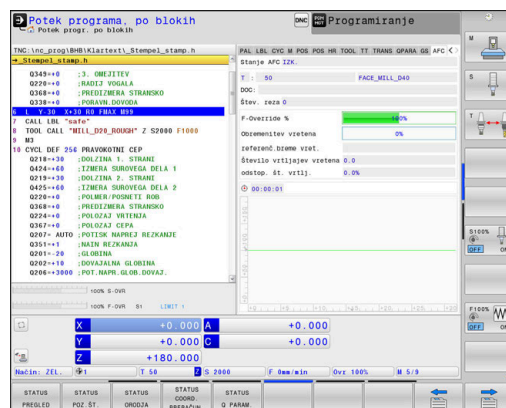 Potek programa, po blokih
Potek progr. po blokih
DNC
Programiranje
TNC:\nc_prog\BHB\Klartext\_Stempel_stamp.h
→_Stempel_stamp.h
Q349=+0 ;3. OMEJITEV
Q220=+0 ;RADIJ VOGALA
Q368=+0 ;PREDIZMERA STRANSKO
Q338=+0 ;PORAVN.DOVODA
6 L Y-30 X+30 R0 FMAX M99
7 CALL LBL "safe"
8 TOOL CALL "MILL_D20_ROUGH" Z S2000 F1000
9 M3
10 CYCL DEF 256 PRAVOKOTNI CEP
Q218=+30 ;DOLZINA 1. STRANI
Q424=+60 ;IZMERA SUROVEGA DELA 1
Q219=+30 ;DOLZINA 2. STRANI
Q425=+60 ;IZMERA SUROVEGA DELA 2
Q220=+0 ;POLMER/POSNETI ROB
Q368=+0 ;PREDIZMERA STRANSKO
Q224=+0 ;POLOZAJ VRTENJA
Q367=+0 ;POLOZAJ CEPA
Q207= AUTO ;POTISK NAPREJ REZKANJE
Q351=+1 ;NAIN REZKANJA
Q201=-20 ;GLOBINA
Q202=+10 ;DOVAJALNA GLOBINA
Q206=+3000 ;POT.NAPR.GLOB.DOVAJ.
100% S-OVR
100% F-OVR S1 LIMIT 1
PAL LBL CYC M POS POS HR TOOL TT TRANS GPARA GS AFC
Stanje AFC IZK.
T : 50 FACE_MILL_D40
DOC:
Štev. reza 0
F-Override % 100%
Obremenitev vretena 0%
referenč.breme vret.
Število vrtljajev vretena 0.0
odstop. št. vrtlj. 0.0%
00:00:01
X +0.000 A +0.000
Y +0.000 C +0.000
Z +180.000
Način: ŽEL. 1 T 50 Z S 2000 F 0mm/min Ovr 100% M 5/9
STATUS PREGLED
STATUS POZ.ŠT.
STATUS ORODJA
STATUS COORD. PRERAČUN.
STATUS Q PARAM.
M
S
T
S100%
OFF ON
F100%
OFF ON